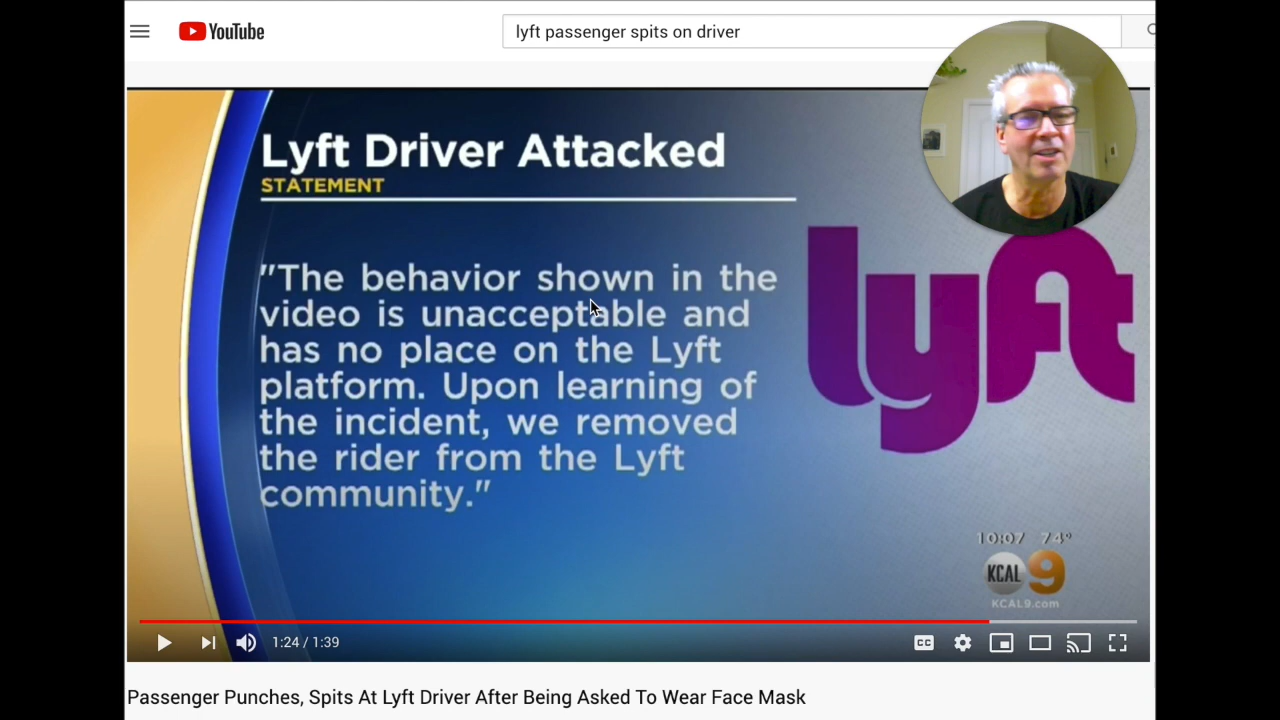 YouTube
lyft passenger spits on driver
Lyft Driver Attacked
STATEMENT
"The behavior shown in the
video is unacceptable and
has no place on the Lyft
platform. Upon learning of
the incident, we removed
the rider from the Lyft
community."
lyft
10:07 74°
KCAL 9
KCAL9.com
1:24 / 1:39
CC
Passenger Punches, Spits At Lyft Driver After Being Asked To Wear Face Mask